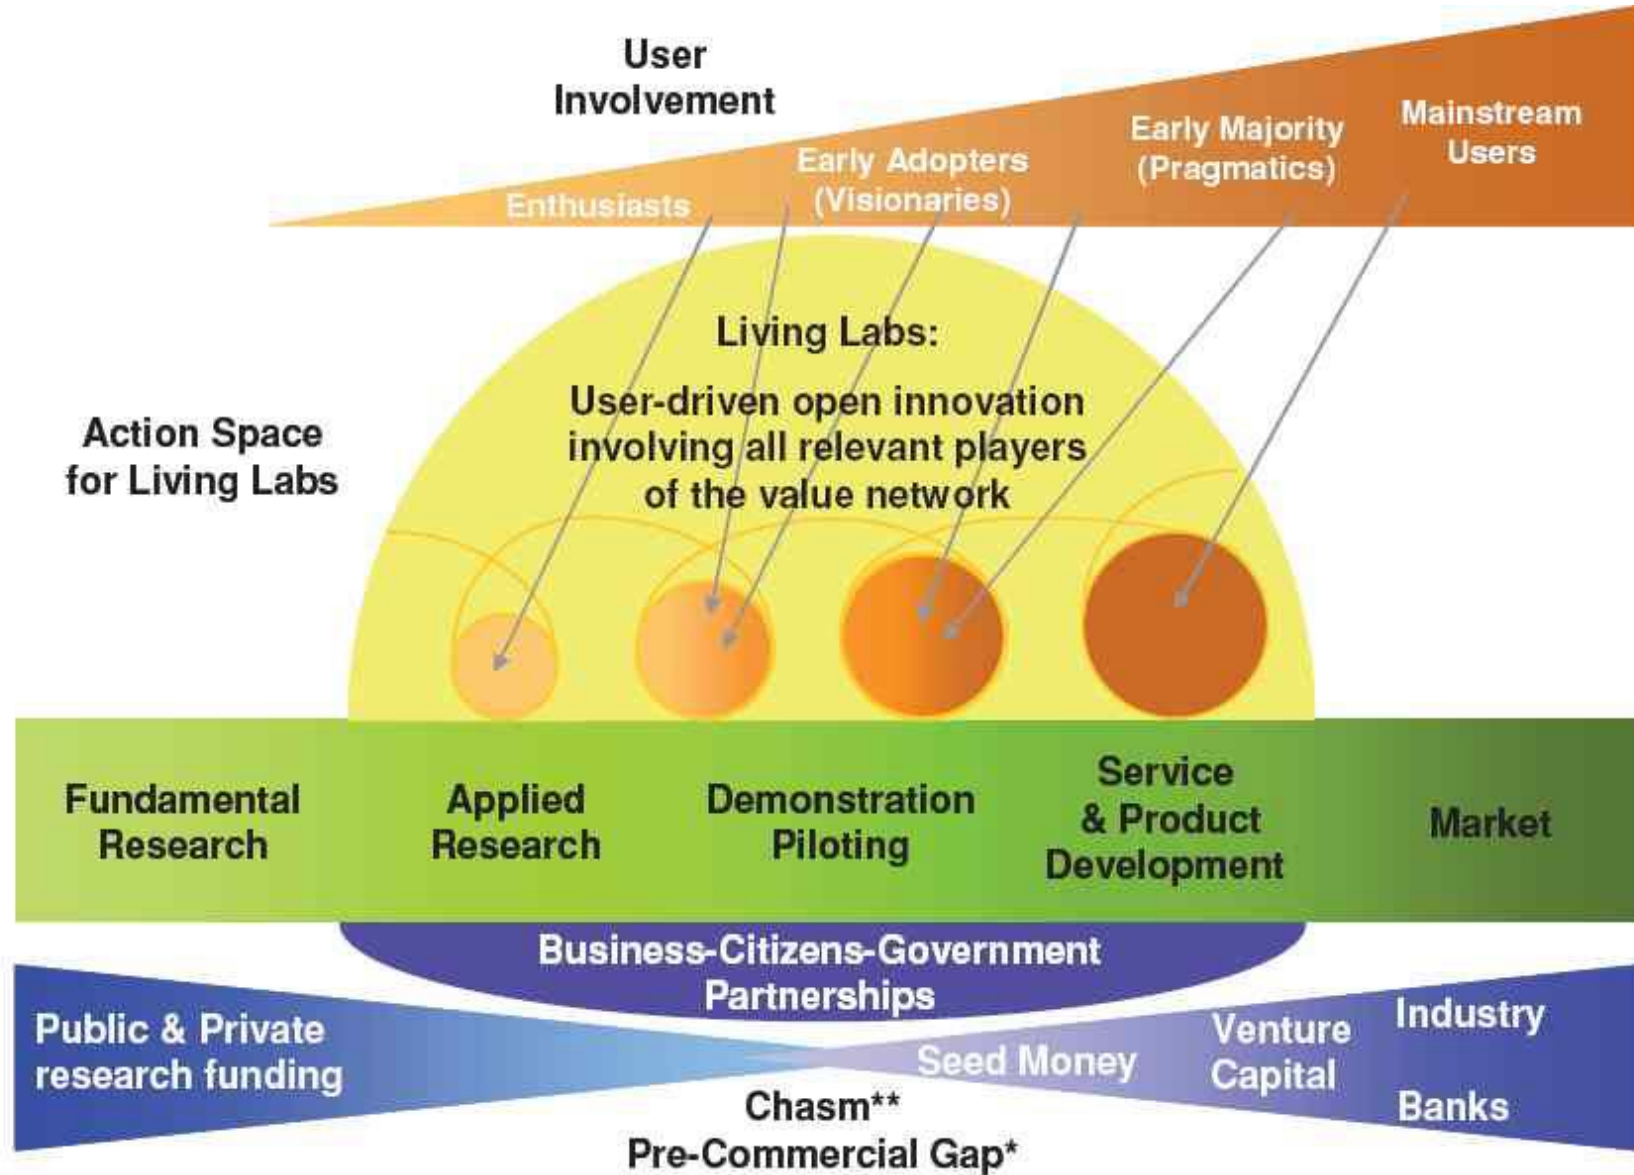 User
Involvement
Enthusiasts
Early Adopters
(Visionaries)
Early Majority
(Pragmatics)
Mainstream
Users
Living Labs:
User-driven open innovation
involving all relevant players
of the value network
Action Space
for Living Labs
Fundamental
Research
Applied
Research
Demonstration
Piloting
Service
& Product
Development
Market
Business-Citizens-Government
Partnerships
Public & Private
research funding
Seed Money
Venture
Capital
Industry
Banks
Chasm**
Pre-Commercial Gap*